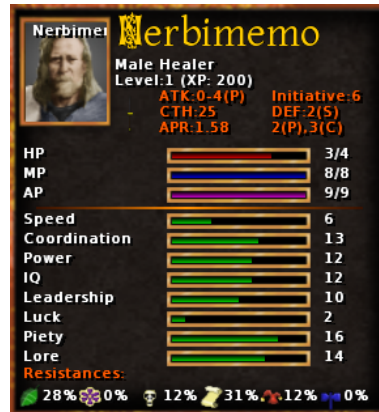 Nerbimer
Nerbimemo
Male Healer
Level:1 (XP: 200)
ATK:0-4(P) Initiative:6
CTH:25 DEF:2(S)
APR:1.58 2(P),3(C)
HP 3/4
MP 8/8
AP 9/9
Speed 6
Coordination 13
Power 12
IQ 12
Leadership 10
Luck 2
Piety 16
Lore 14
Resistances:
28% 0% 12% 31% 12% 0%